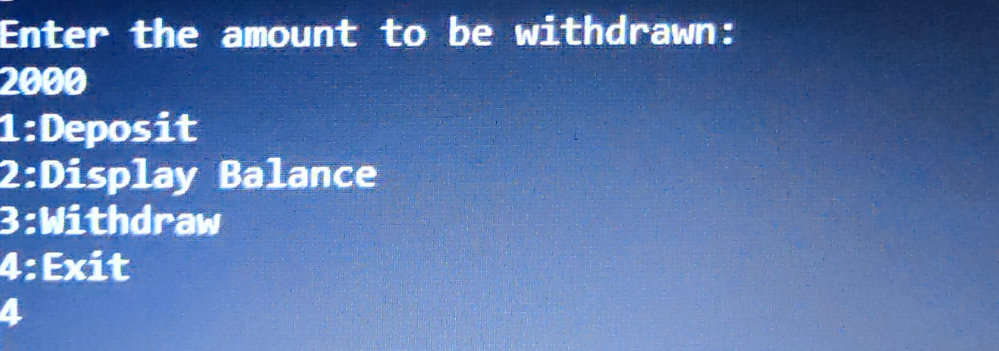 Enter the amount to be withdrawn:
2000
1:Deposit
2:Display Balance
3:Withdraw
4:Exit
4